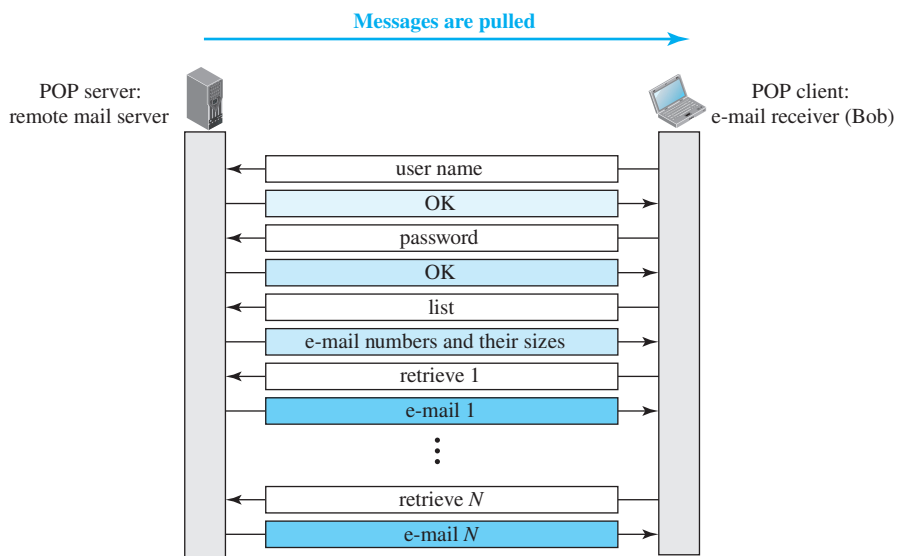 Messages are pulled
POP server:
remote mail server
POP client:
e-mail receiver (Bob)
user name
OK
password
OK
list
e-mail numbers and their sizes
retrieve 1
e-mail 1
retrieve N
e-mail N